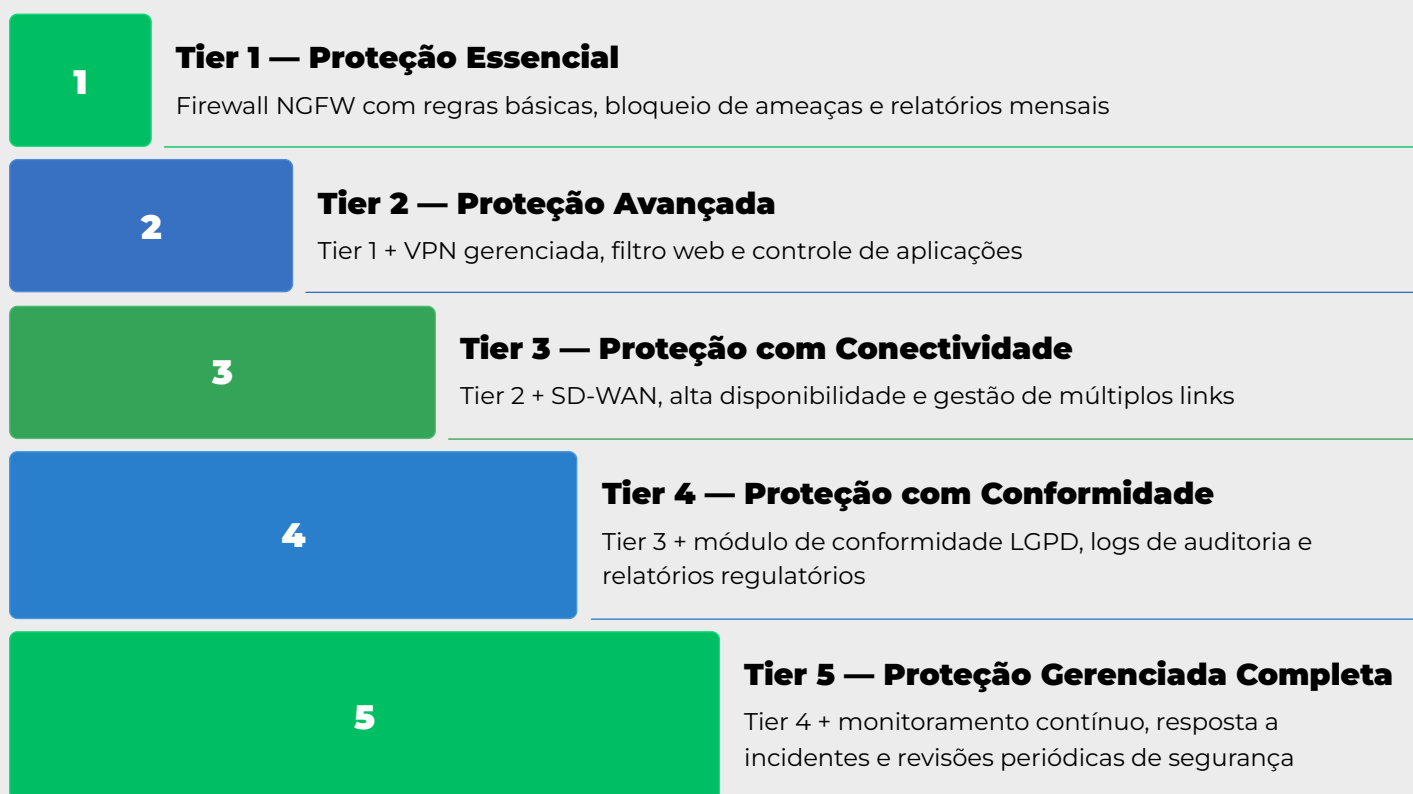 1
Tier 1 — Proteção Essencial
Firewall NGFW com regras básicas, bloqueio de ameaças e relatórios mensais
2
Tier 2 — Proteção Avançada
Tier 1 + VPN gerenciada, filtro web e controle de aplicações
3
Tier 3 — Proteção com Conectividade
Tier 2 + SD-WAN, alta disponibilidade e gestão de múltiplos links
4
Tier 4 — Proteção com Conformidade
Tier 3 + módulo de conformidade LGPD, logs de auditoria e
relatórios regulatórios
5
Tier 5 — Proteção Gerenciada Completa
Tier 4 + monitoramento contínuo, resposta a
incidentes e revisões periódicas de segurança